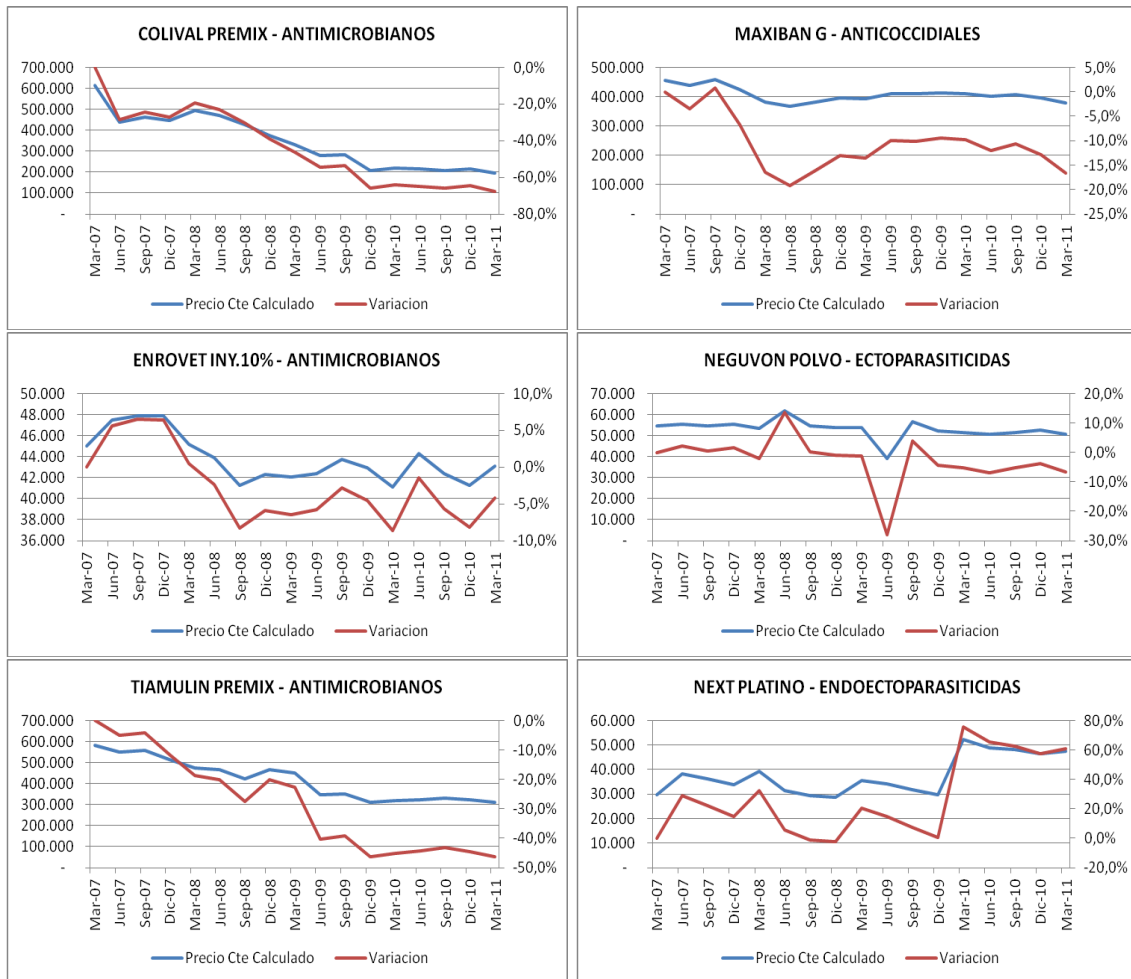 COLIVAL PREMIX - ANTIMICROBIANOS
700.000
600.000
500.000
400.000
300.000
200.000
100.000
-
0,0%
-20,0%
-40,0%
-60,0%
-80,0%
Mar-07
Jun-07
Sep-07
Dic-07
Mar-08
Jun-08
Sep-08
Dic-08
Mar-09
Jun-09
Sep-09
Dic-09
Mar-10
Jun-10
Sep-10
Dic-10
Mar-11
Precio Cte Calculado Variacion
MAXIBAN G - ANTICOCCIDIALES
500.000
400.000
300.000
200.000
100.000
-
5,0%
0,0%
-5,0%
-10,0%
-15,0%
-20,0%
-25,0%
Mar-07
Jun-07
Sep-07
Dic-07
Mar-08
Jun-08
Sep-08
Dic-08
Mar-09
Jun-09
Sep-09
Dic-09
Mar-10
Jun-10
Sep-10
Dic-10
Mar-11
Precio Cte Calculado Variacion
ENROVET INY.10% - ANTIMICROBIANOS
50.000
48.000
46.000
44.000
42.000
40.000
38.000
36.000
10,0%
5,0%
0,0%
-5,0%
-10,0%
Mar-07
Jun-07
Sep-07
Dic-07
Mar-08
Jun-08
Sep-08
Dic-08
Mar-09
Jun-09
Sep-09
Dic-09
Mar-10
Jun-10
Sep-10
Dic-10
Mar-11
Precio Cte Calculado Variacion
NEGUVON POLVO - ECTOPARASITICIDAS
70.000
60.000
50.000
40.000
30.000
20.000
10.000
-
20,0%
10,0%
0,0%
-10,0%
-20,0%
-30,0%
Mar-07
Jun-07
Sep-07
Dic-07
Mar-08
Jun-08
Sep-08
Dic-08
Mar-09
Jun-09
Sep-09
Dic-09
Mar-10
Jun-10
Sep-10
Dic-10
Mar-11
Precio Cte Calculado Variacion
TIAMULIN PREMIX - ANTIMICROBIANOS
700.000
600.000
500.000
400.000
300.000
200.000
100.000
-
0,0%
-10,0%
-20,0%
-30,0%
-40,0%
-50,0%
Mar-07
Jun-07
Sep-07
Dic-07
Mar-08
Jun-08
Sep-08
Dic-08
Mar-09
Jun-09
Sep-09
Dic-09
Mar-10
Jun-10
Sep-10
Dic-10
Mar-11
Precio Cte Calculado Variacion
NEXT PLATINO - ENDOECTOPARASITICIDAS
60.000
50.000
40.000
30.000
20.000
10.000
-
80,0%
60,0%
40,0%
20,0%
0,0%
-20,0%
Mar-07
Jun-07
Sep-07
Dic-07
Mar-08
Jun-08
Sep-08
Dic-08
Mar-09
Jun-09
Sep-09
Dic-09
Mar-10
Jun-10
Sep-10
Dic-10
Mar-11
Precio Cte Calculado Variacion